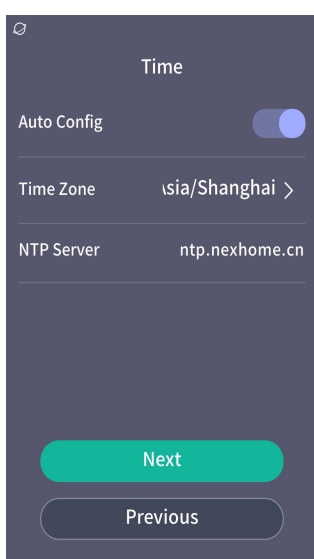 Time
Auto Config
Time Zone
sia/Shanghai >
NTP Server
ntp.nexhome.cn
Next
Previous